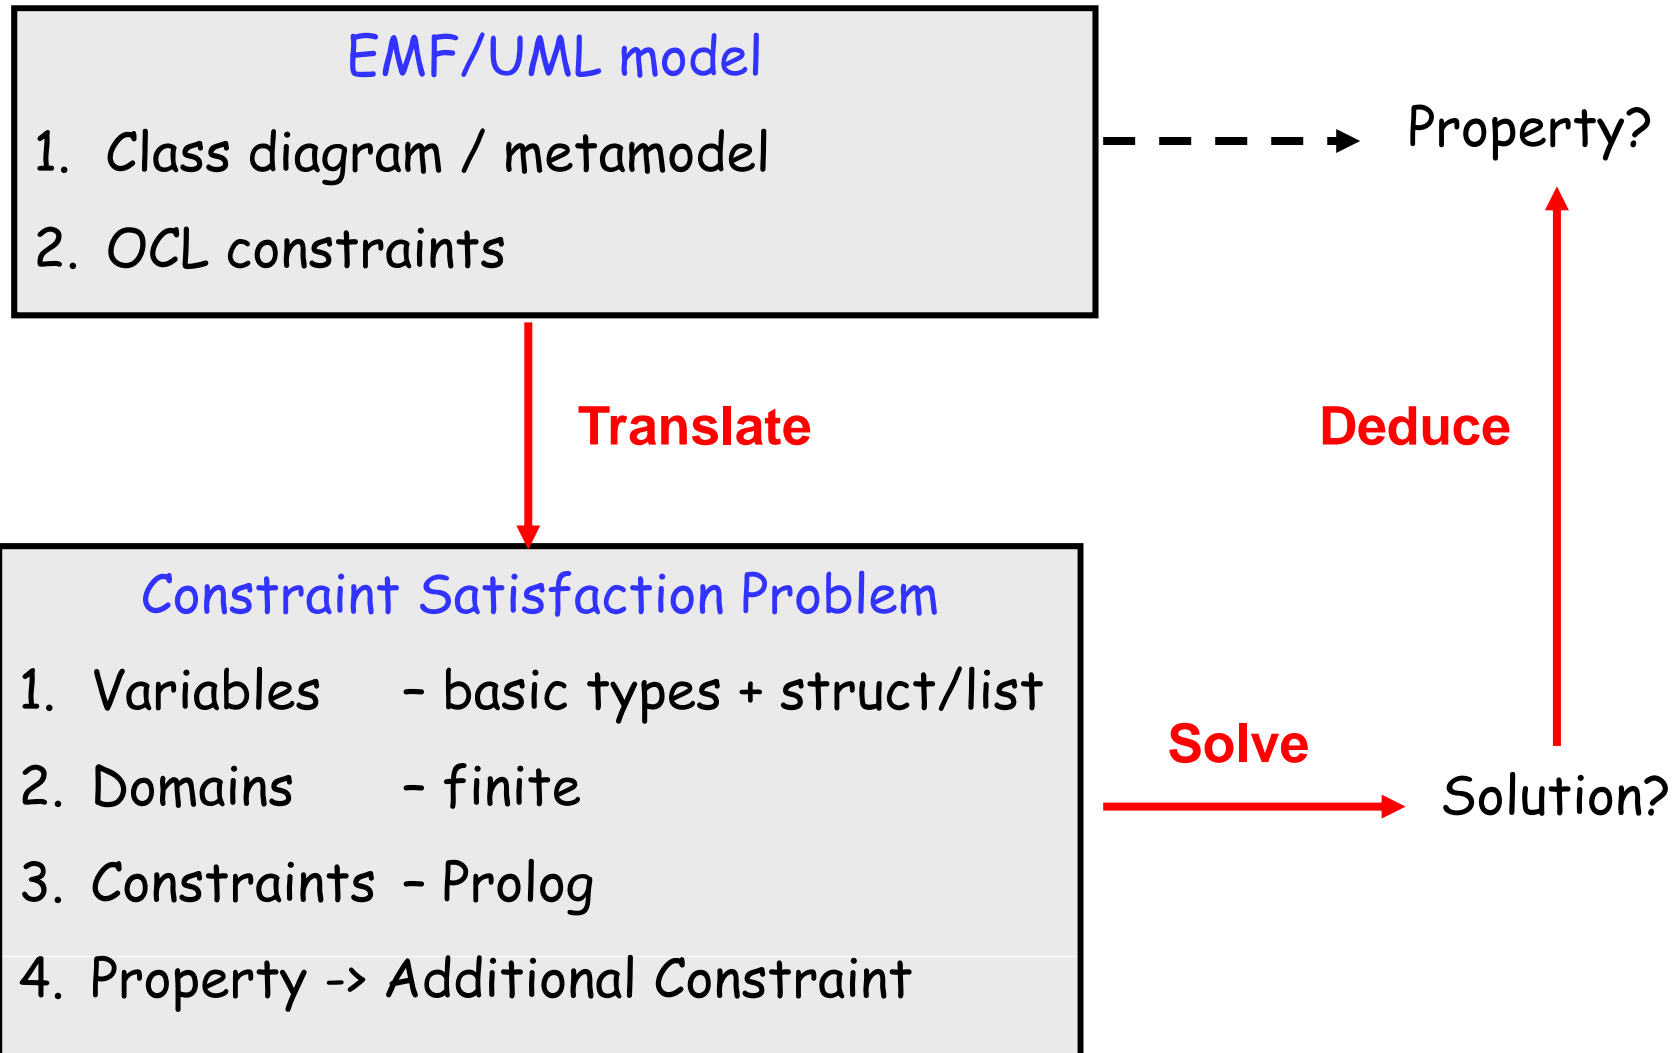 EMF/UML model
1. Class diagram / metamodel
2. OCL constraints
Property?
Translate
Deduce
Constraint Satisfaction Problem
1. Variables – basic types + struct/list
2. Domains – finite
3. Constraints – Prolog
4. Property -> Additional Constraint
Solve
Solution?